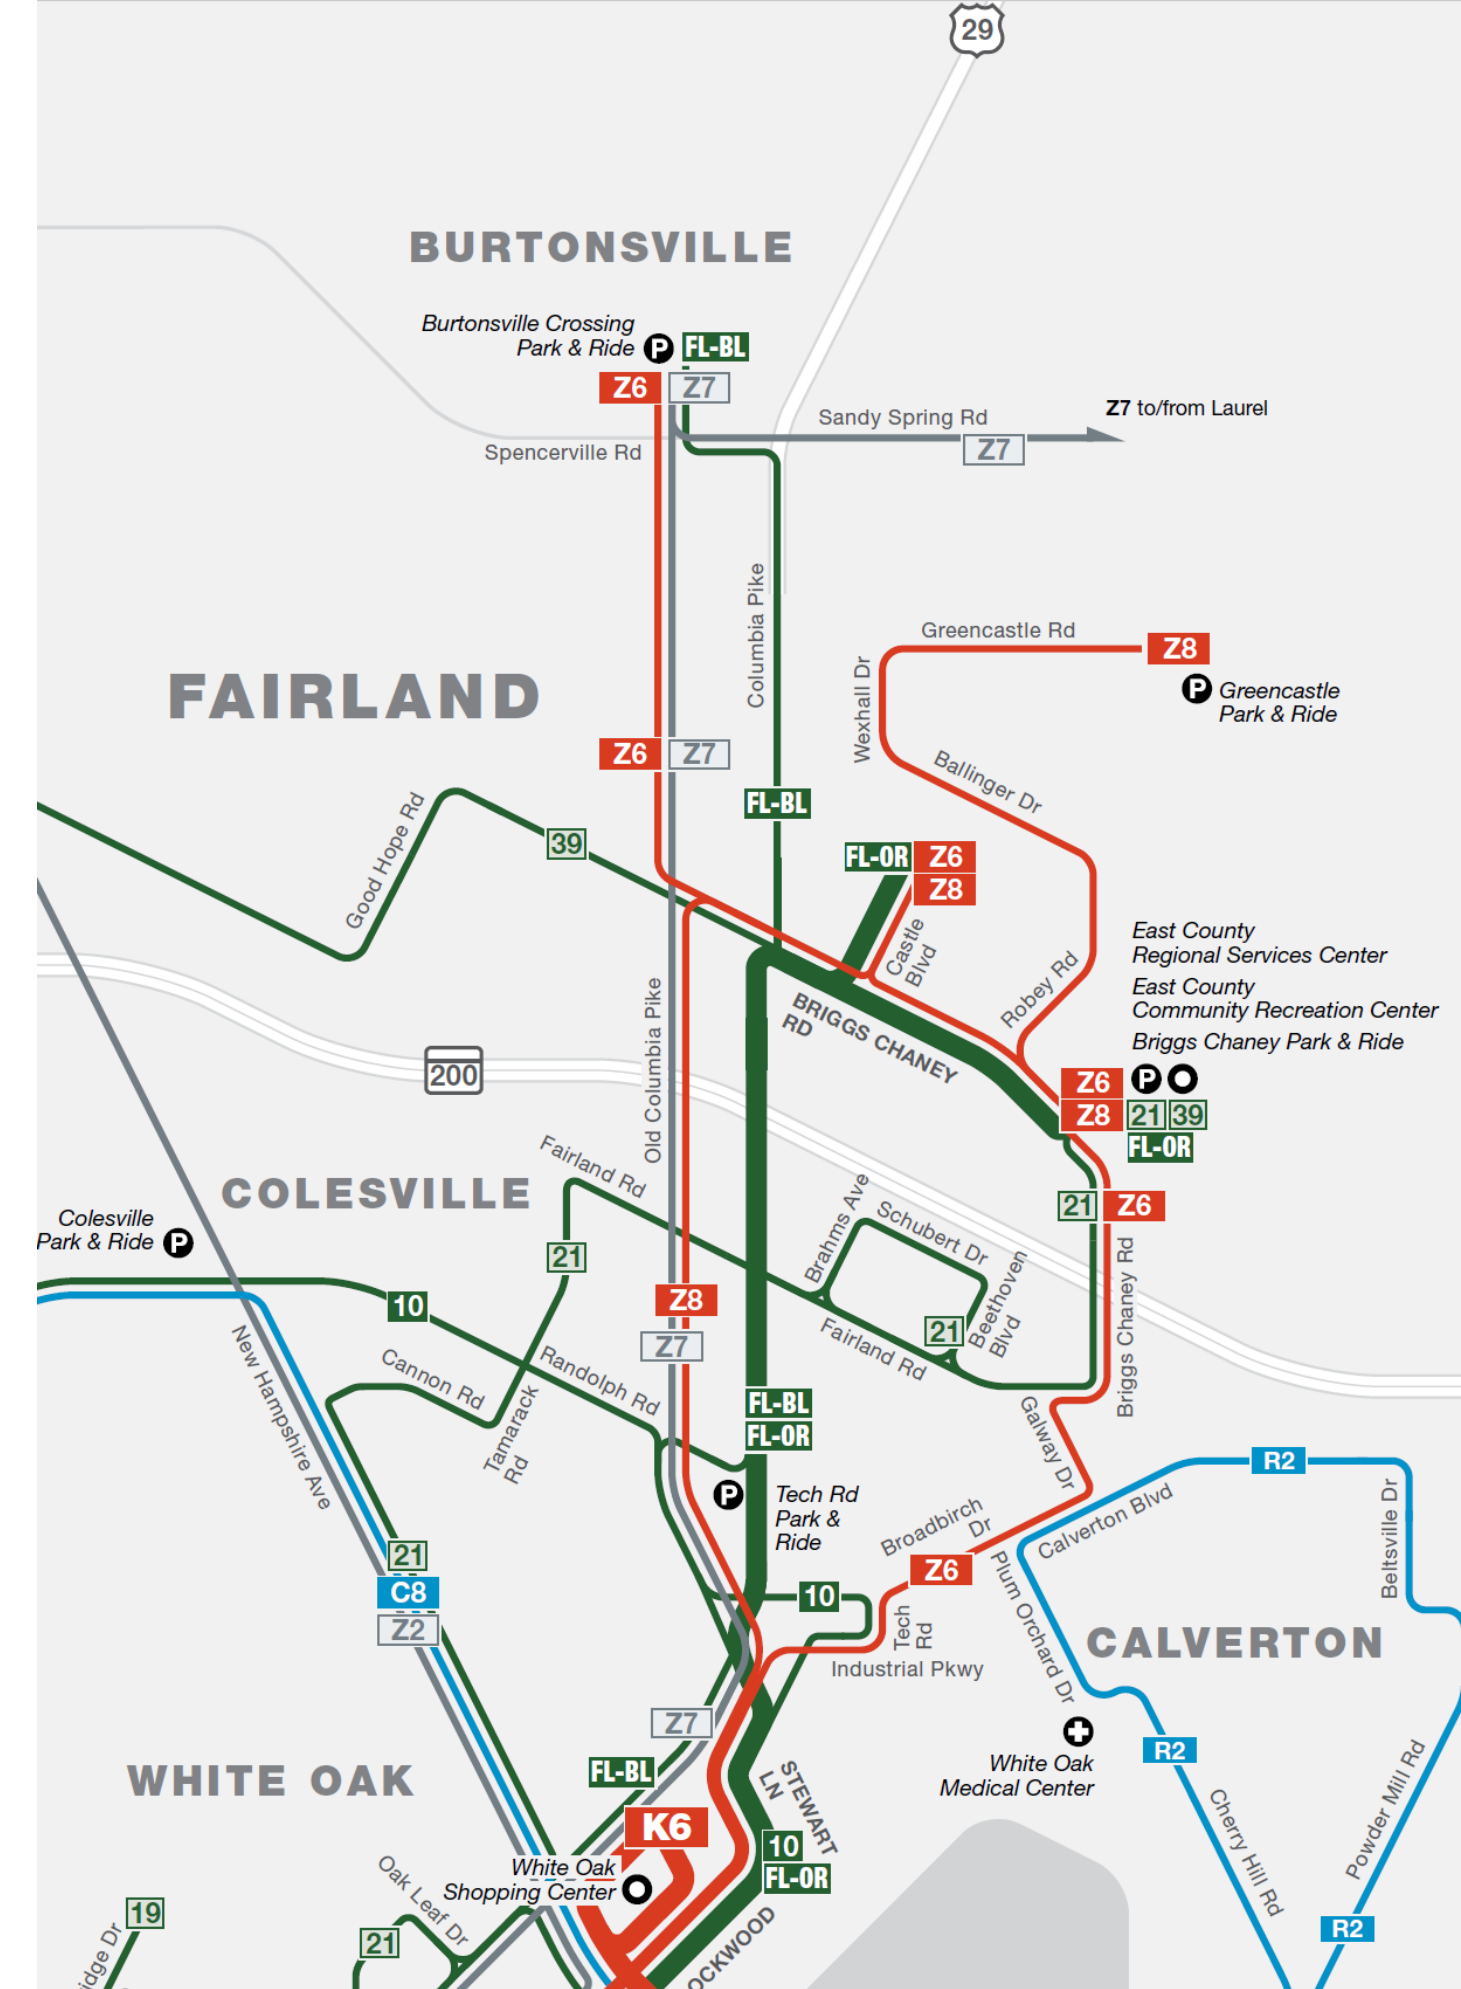 29
BURTONSVILLE
Burtonsville Crossing
Park & Ride
P
FL-BL
Z6
Z7
Sandy Spring Rd
Z7 to/from Laurel
Z7
Spencerville Rd
Columbia Pike
Greencastle Rd
Z8
P
Greencastle
Park & Ride
Wexhall Dr
FAIRLAND
Z6
Z7
Ballinger Dr
FL-BL
Good Hope Rd
39
FL-OR
Z6
Z8
Castle
Blvd
East County
Regional Services Center
East County
Community Recreation Center
Briggs Chaney Park & Ride
Robey Rd
BRIGGS CHANEY
RD
Old Columbia Pike
200
Z6
P
Z8
21
39
FL-OR
Fairland Rd
COLESVILLE
Colesville
Park & Ride
P
21
Z6
Brahms Ave
Schubert Dr
Beethoven
Blvd
21
Briggs Chaney Rd
21
10
Z8
Z7
Fairland Rd
New Hampshire Ave
Cannon Rd
Randolph Rd
Tamarack
Rd
FL-BL
FL-OR
Galway Dr
R2
P
Tech Rd
Park &
Ride
Broadbirch
Dr
Calverton Blvd
Beltsville Dr
21
C8
Z2
Z6
10
Tech
Rd
Plum Orchard Dr
CALVERTON
Industrial Pkwy
Z7
R2
White Oak
Medical Center
WHITE OAK
FL-BL
STEWART
LN
K6
10
FL-OR
Cherry Hill Rd
Powder Mill Rd
White Oak
Shopping Center
Oak Leaf Dr
19
21
idge Dr
OCKWOOD
R2